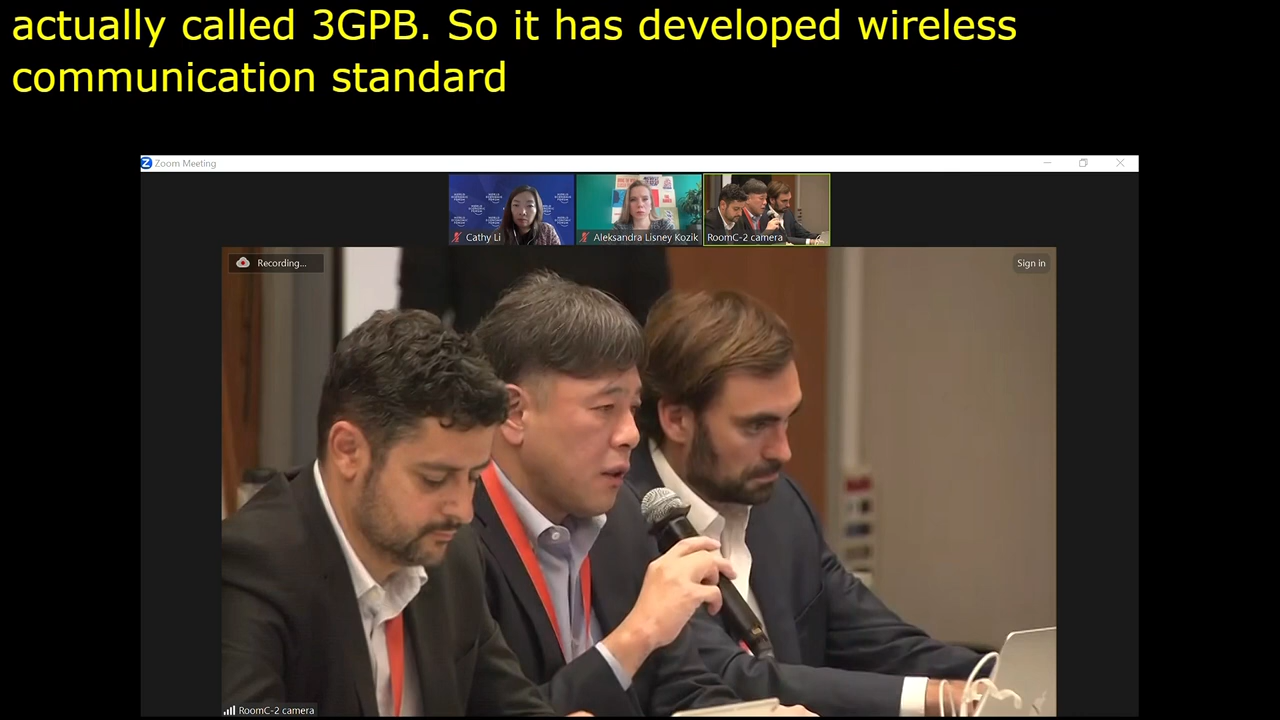 actually called 3GPB. So it has developed wireless
communication standard
Zoom Meeting
Cathy Li
Aleksandra Lisney Kozik
RoomC-2 camera
Recording...
Sign in
RoomC-2 camera